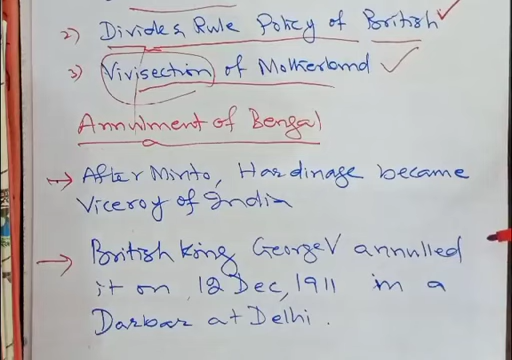 2) Divide & Rule Policy of British ✓
3) Vivisection of Motherland ✓
Annulment of Bengal
→ After Minto, Hardinage became
Viceroy of India
→ British King George V annulled
it on 12 Dec, 1911 in a
Darbar at Delhi.